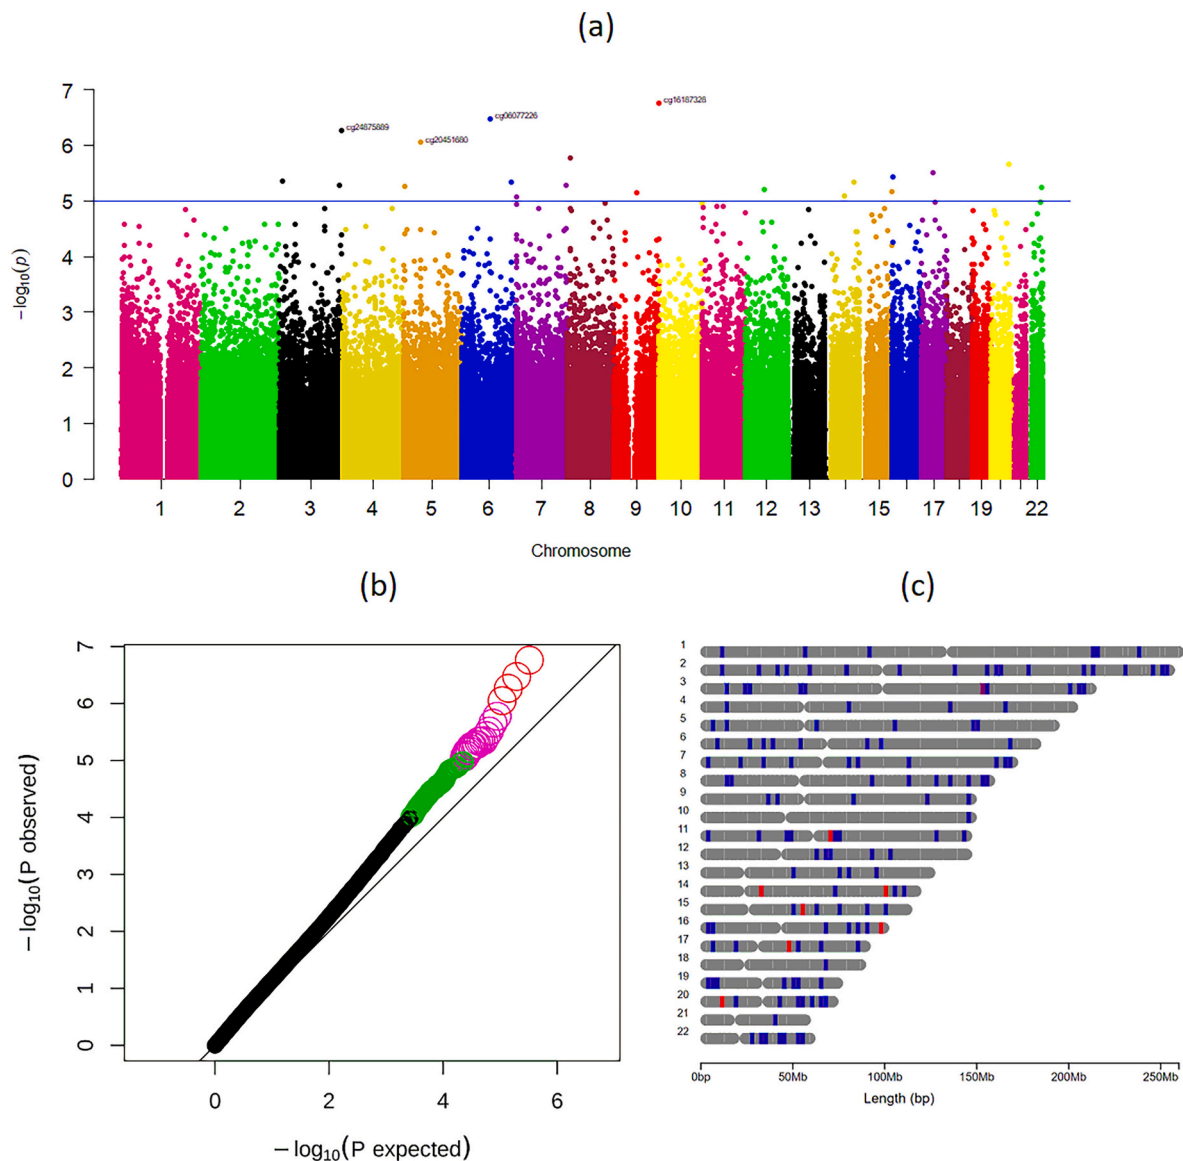 (a)
7
cg16187328
cg06077226
cg24875889
6
cg20451660
5
4
3
2
1
0
−log10(p)
1 2 3 4 5 6 7 8 9 10 11 12 13 15 17 19 22
Chromosome
(b)
7
6
5
4
3
2
1
0
− log10(P observed)
0 2 4 6
− log10(P expected)
(c)
1
2
3
4
5
6
7
8
9
10
11
12
13
14
15
16
17
18
19
20
21
22
0bp 50Mb 100Mb 150Mb 200Mb 250Mb
Length (bp)